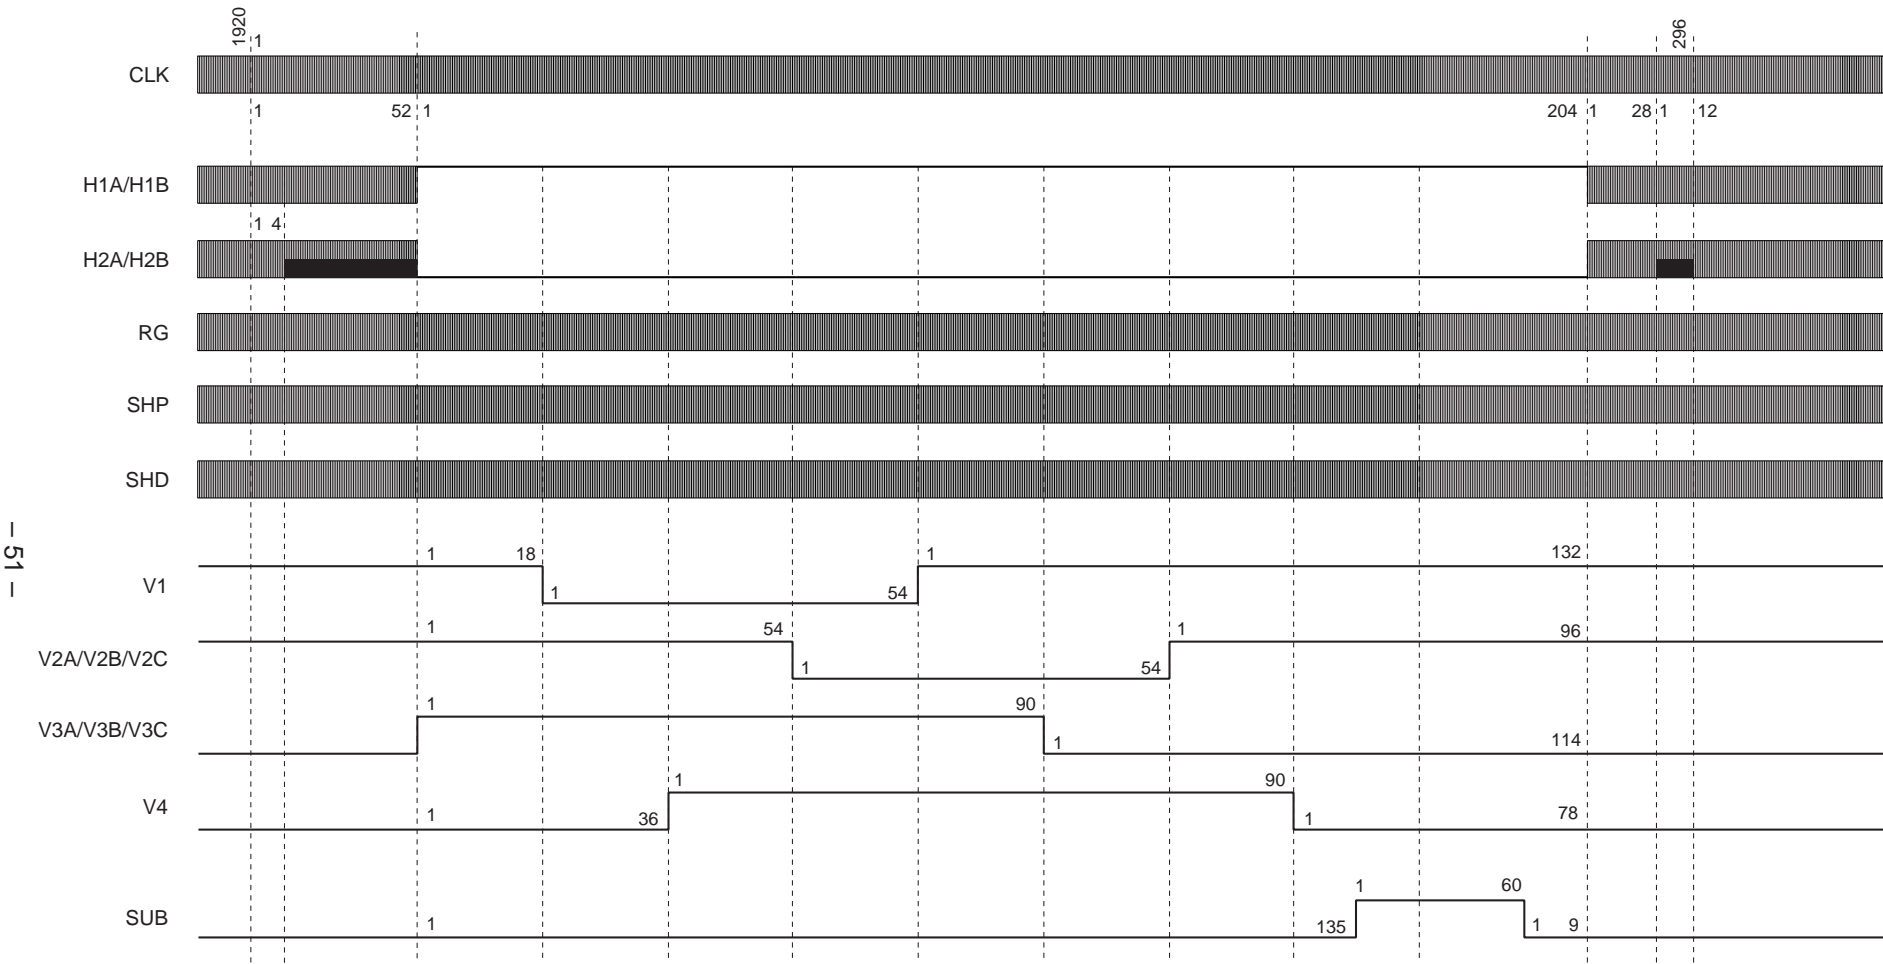 1920 1 296
CLK
1 52 1 204 1 28 1 12
H1A/H1B
1 4
H2A/H2B
RG
SHP
SHD
– 51 –
1 18 1 132
V1
1 54
1 54 1 96
V2A/V2B/V2C
1 54
1 90
V3A/V3B/V3C
1 114
1 90
V4
1 36 1 78
1 60
SUB
1 135 1 9